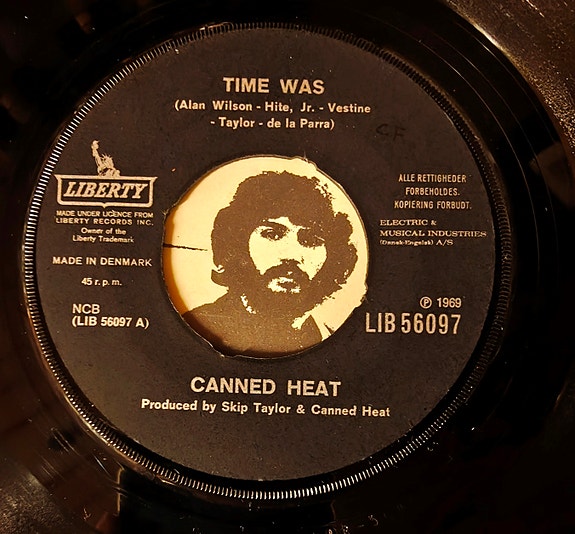 TIME WAS
(Alan Wilson - Hite, Jr. - Vestine
- Taylor - de la Parra)
CF
LIBERTY
MADE UNDER LICENCE FROM
LIBERTY RECORDS INC.
Owner of the
Liberty Trademark
MADE IN DENMARK
45 r. p. m.
NCB
(LIB 56097 A)
ALLE RETTIGHEDER
FORBEHOLDES.
KOPIERING FORBUDT.
ELECTRIC &
MUSICAL INDUSTRIES
(Dansk-Engelsk) A/S
℗ 1969
LIB 56097
CANNED HEAT
Produced by Skip Taylor & Canned Heat